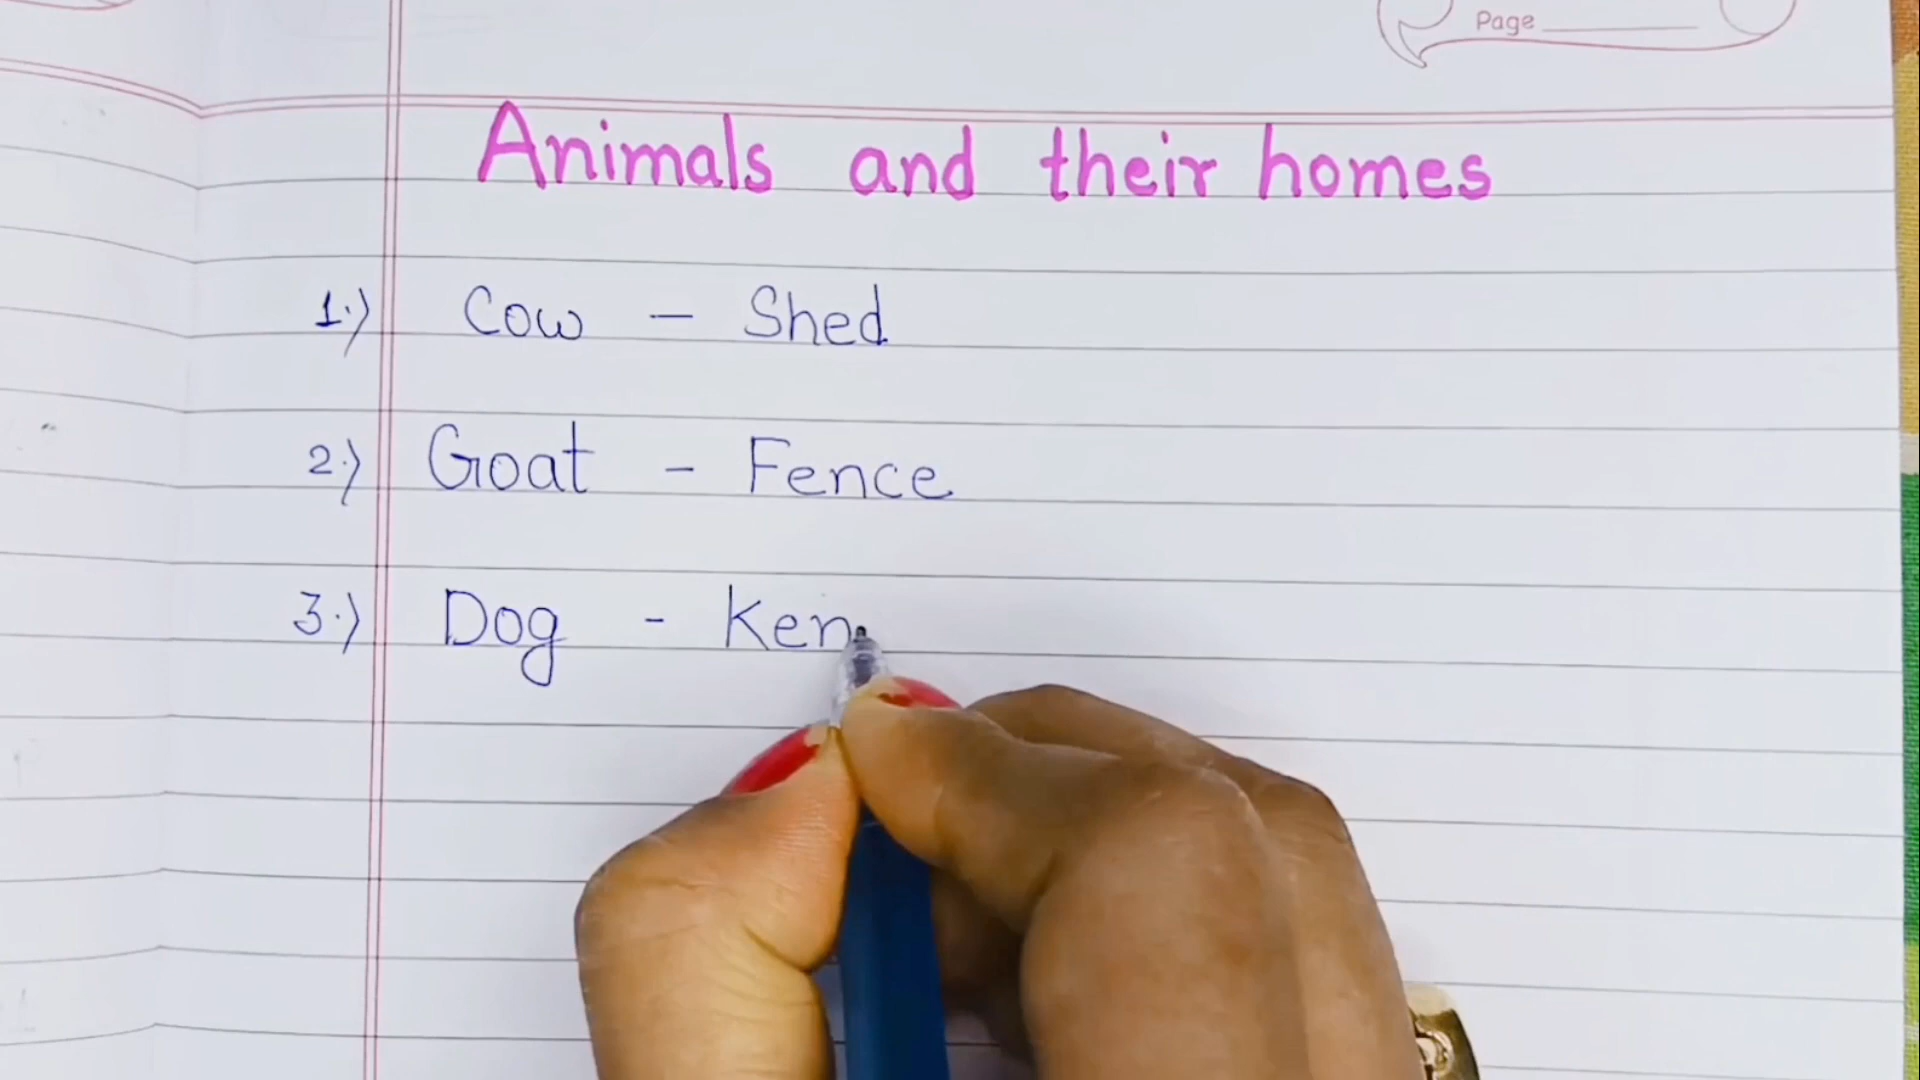 Page
Animals and their homes
1.) Cow - Shed
2.) Goat - Fence
3.) Dog - Ken